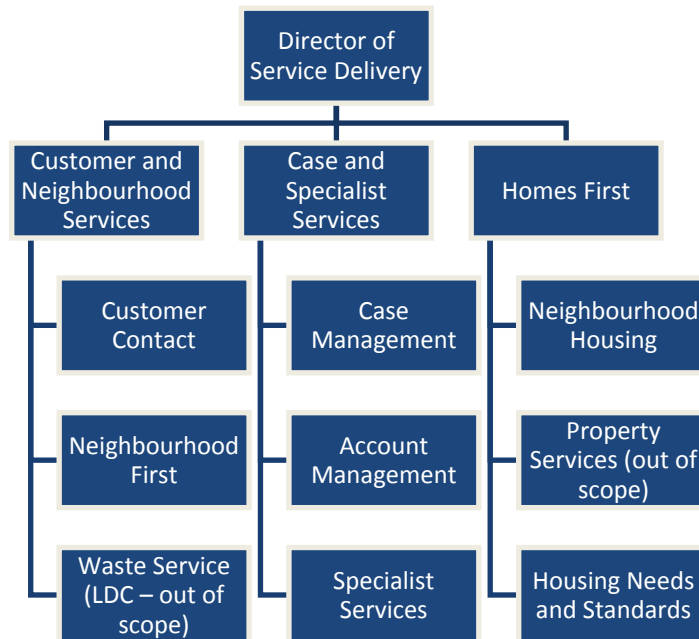 Director of
Service Delivery
Customer and
Neighbourhood
Services
Case and
Specialist
Services
Homes First
Customer
Contact
Case
Management
Neighbourhood
Housing
Neighbourhood
First
Account
Management
Property
Services (out of
scope)
Waste Service
(LDC – out of
scope)
Specialist
Services
Housing Needs
and Standards